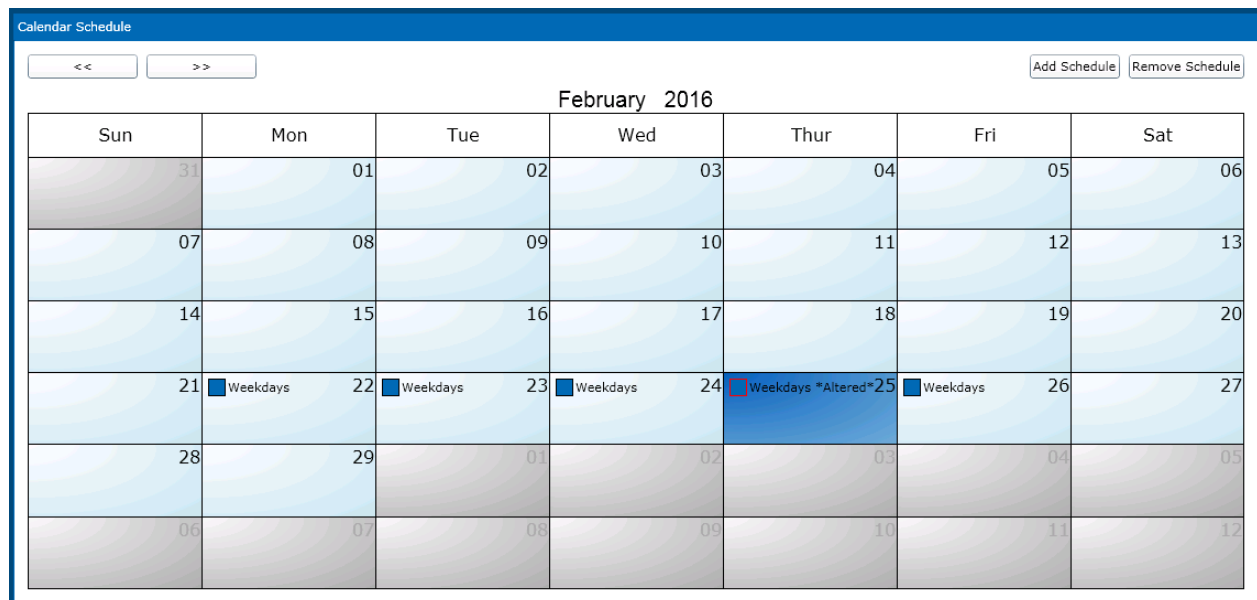 Calendar Schedule
<< >> Add Schedule Remove Schedule
February 2016
Sun Mon Tue Wed Thur Fri Sat
31 01 02 03 04 05 06
07 08 09 10 11 12 13
14 15 16 17 18 19 20
21 Weekdays 22 Weekdays 23 Weekdays 24 Weekdays *Altered* 25 Weekdays 26 27
28 29 01 02 03 04 05
06 07 08 09 10 11 12